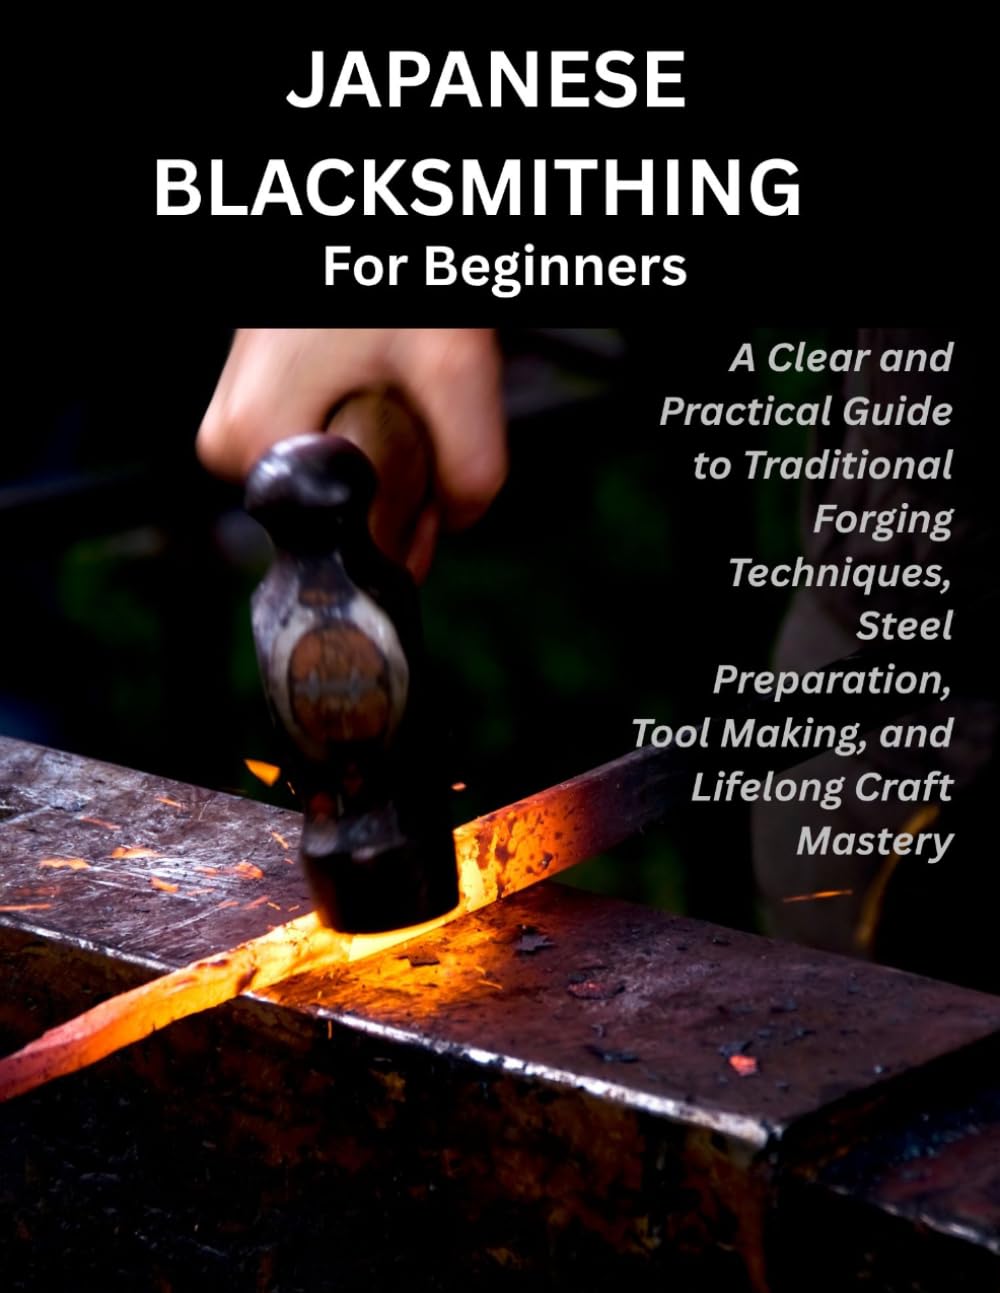 JAPANESE
BLACKSMITHING
For Beginners
A Clear and
Practical Guide
to Traditional
Forging
Techniques,
Steel
Preparation,
Tool Making, and
Lifelong Craft
Mastery